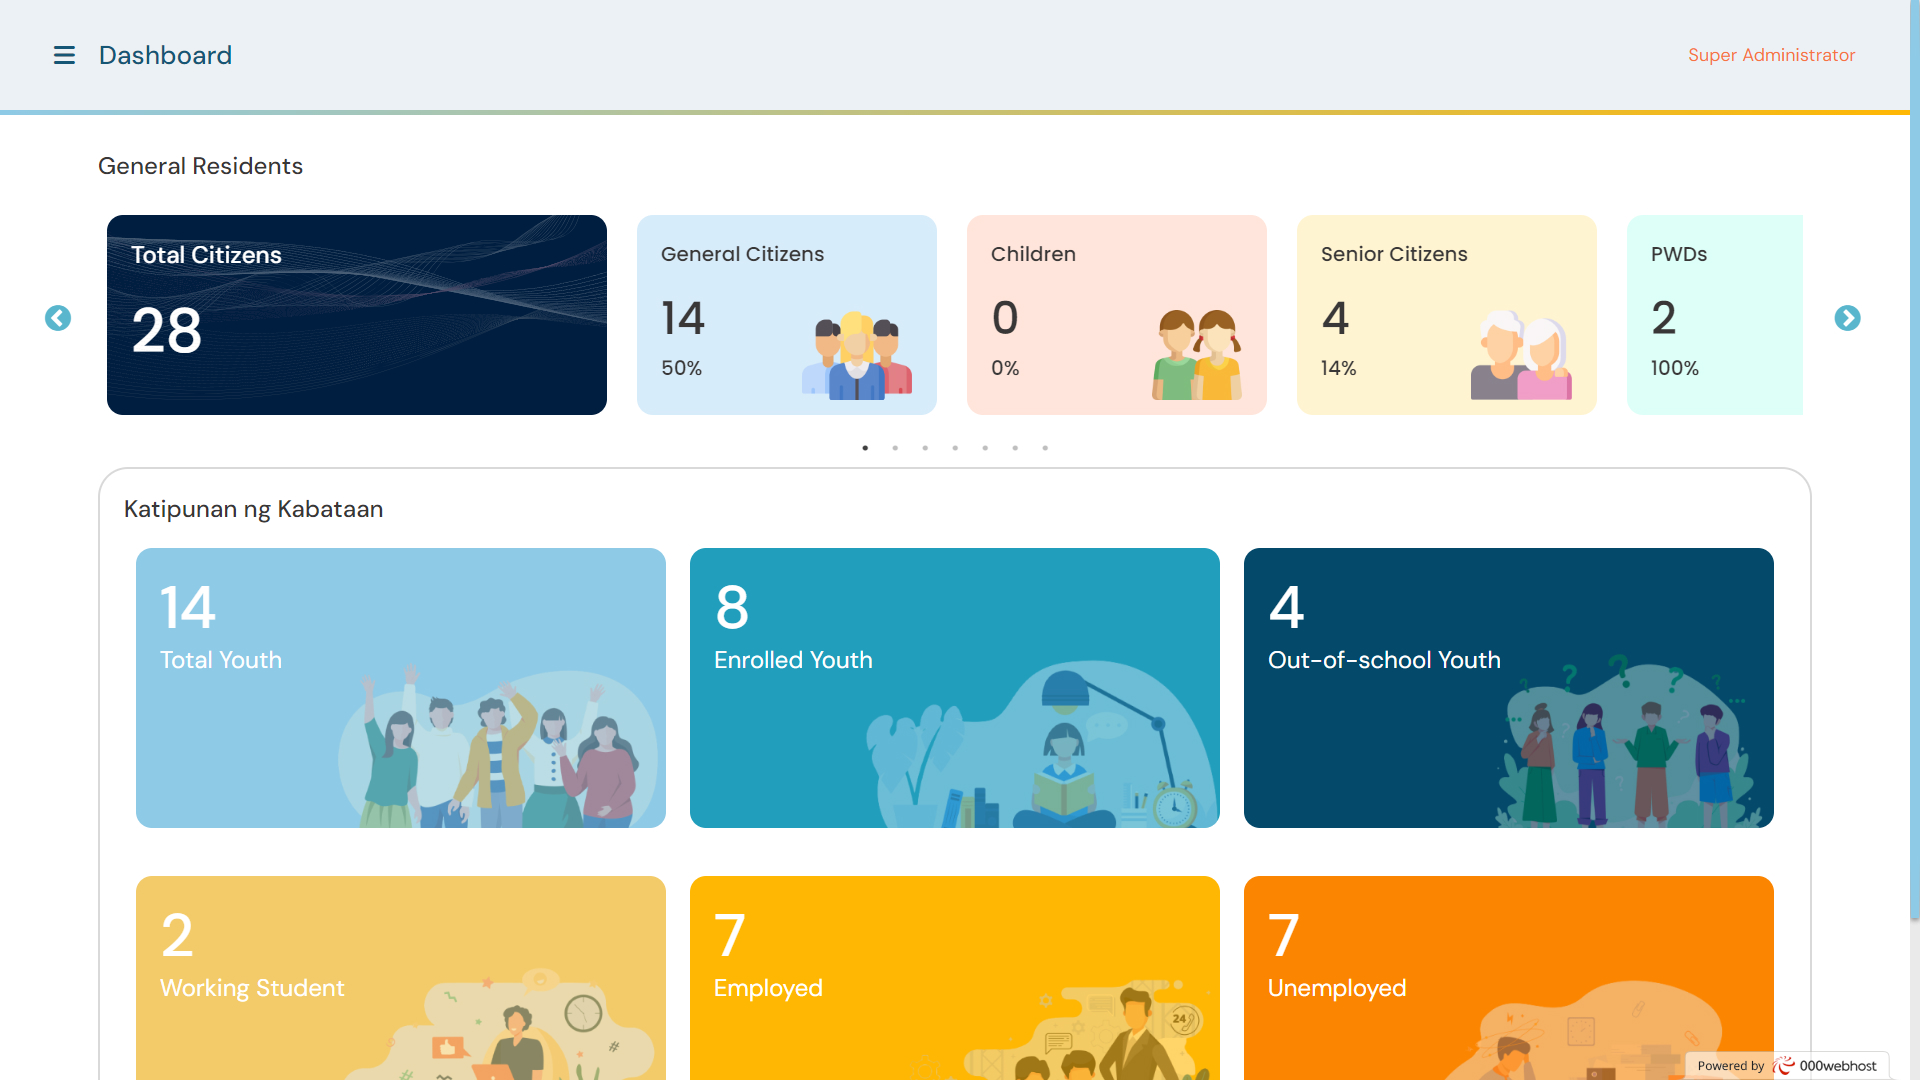 Dashboard
Super Administrator
General Residents
Total Citizens
28
General Citizens
14
50%
Children
0
0%
Senior Citizens
4
14%
PWDs
2
100%
Katipunan ng Kabataan
14
Total Youth
8
Enrolled Youth
4
Out-of-school Youth
2
Working Student
7
Employed
24
7
Unemployed
Powered by 000webhost